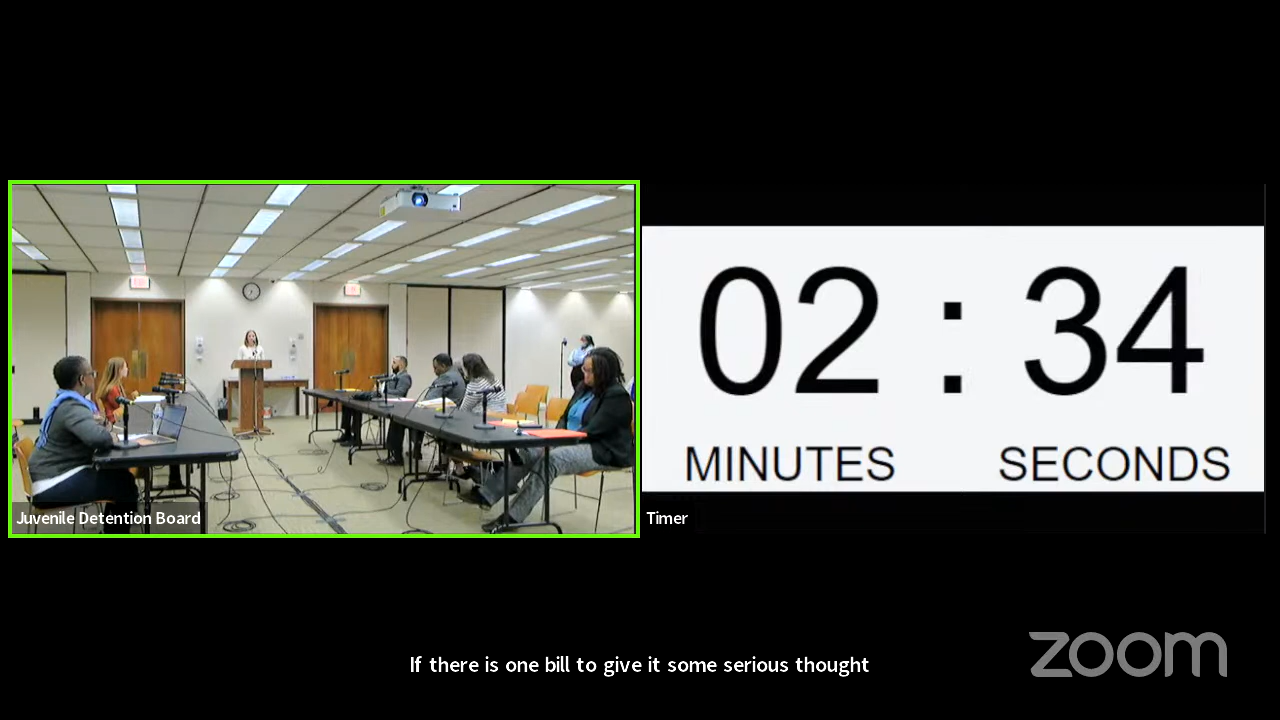 02 : 34
MINUTES SECONDS
Juvenile Detention Board
Timer
If there is one bill to give it some serious thought
zoom